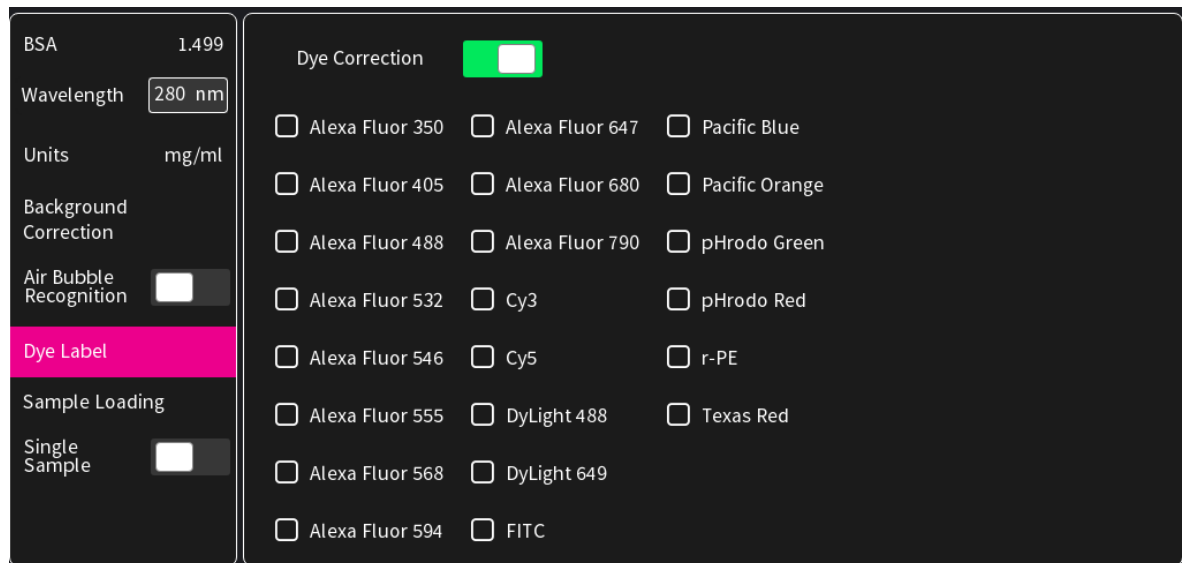 BSA 1.499
Wavelength 280 nm
Units mg/ml
Background
Correction
Air Bubble
Recognition
Dye Label
Sample Loading
Single
Sample
Dye Correction
Alexa Fluor 350 Alexa Fluor 647 Pacific Blue
Alexa Fluor 405 Alexa Fluor 680 Pacific Orange
Alexa Fluor 488 Alexa Fluor 790 pHrodo Green
Alexa Fluor 532 Cy3 pHrodo Red
Alexa Fluor 546 Cy5 r-PE
Alexa Fluor 555 DyLight 488 Texas Red
Alexa Fluor 568 DyLight 649
Alexa Fluor 594 FITC